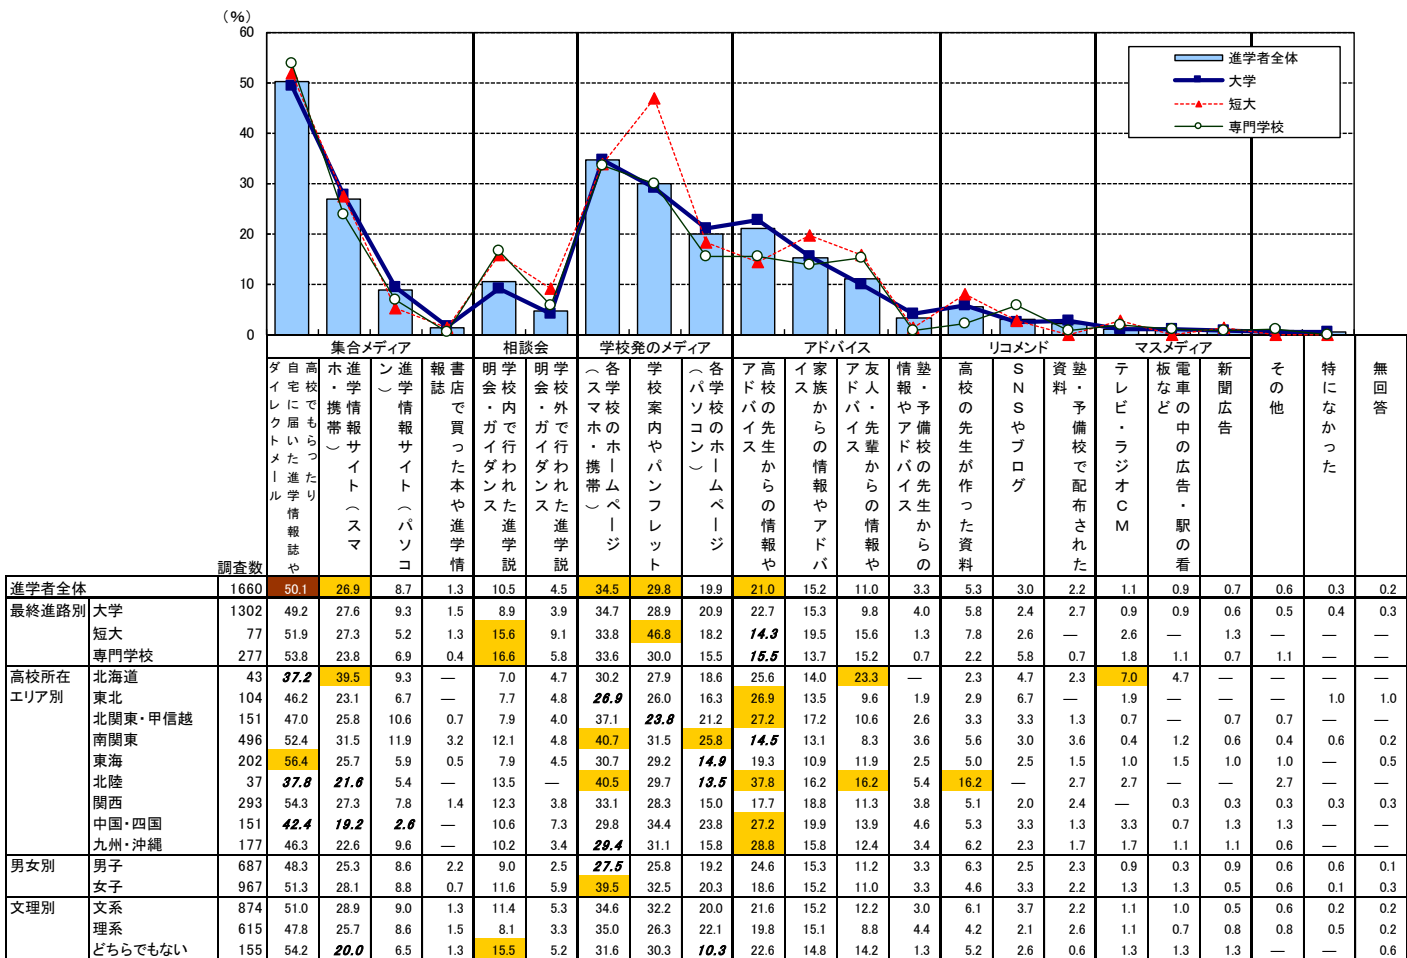 （%）
60
50
40
30
20
10
0
進学者全体
大学
短大
専門学校
集合メディア 相談会 学校発のメディア アドバイス リコメンド マスメディア
高校でもらったり自宅に届いた進学情報誌やダイレクトメール
進学情報サイト（スマホ・携帯）
進学情報サイト（パソコン）
書店で買った本や進学情報誌
学校内で行われた進学説明会・ガイダンス
学校外で行われた進学説明会・ガイダンス
各学校のホームページ（スマホ・携帯）
学校案内やパンフレット
各学校のホームページ（パソコン）
高校の先生からの情報やアドバイス
家族からの情報やアドバイス
友人・先輩からの情報やアドバイス
塾・予備校の先生からの情報やアドバイス
高校の先生が作った資料
SNSやブログ
塾・予備校で配布された資料
テレビ・ラジオCM
電車の中の広告・駅の看板など
新聞広告
その他
特になかった
無回答
調査数
進学者全体 1660 50.1 26.9 8.7 1.3 10.5 4.5 34.5 29.8 19.9 21.0 15.2 11.0 3.3 5.3 3.0 2.2 1.1 0.9 0.7 0.6 0.3 0.2
最終進路別 大学 1302 49.2 27.6 9.3 1.5 8.9 3.9 34.7 28.9 20.9 22.7 15.3 9.8 4.0 5.8 2.4 2.7 0.9 0.9 0.6 0.5 0.4 0.3
短大 77 51.9 27.3 5.2 1.3 15.6 9.1 33.8 46.8 18.2 14.3 19.5 15.6 1.3 7.8 2.6 — 2.6 — 1.3 — — —
専門学校 277 53.8 23.8 6.9 0.4 16.6 5.8 33.6 30.0 15.5 15.5 13.7 15.2 0.7 2.2 5.8 0.7 1.8 1.1 0.7 1.1 — —
高校所在 北海道 43 37.2 39.5 9.3 — 7.0 4.7 30.2 27.9 18.6 25.6 14.0 23.3 — 2.3 4.7 2.3 7.0 4.7 — — — —
エリア別 東北 104 46.2 23.1 6.7 — 7.7 4.8 26.9 26.0 16.3 26.9 13.5 9.6 1.9 2.9 6.7 — 1.9 — — — 1.0 1.0
北関東・甲信越 151 47.0 25.8 10.6 0.7 7.9 4.0 37.1 23.8 21.2 27.2 17.2 10.6 2.6 3.3 3.3 1.3 0.7 — 0.7 0.7 — —
南関東 496 52.4 31.5 11.9 3.2 12.1 4.8 40.7 31.5 25.8 14.5 13.1 8.3 3.6 5.6 3.0 3.6 0.4 1.2 0.6 0.4 0.6 0.2
東海 202 56.4 25.7 5.9 0.5 7.9 4.5 30.7 29.2 14.9 19.3 10.9 11.9 2.5 5.0 2.5 1.5 1.0 1.5 1.0 1.0 — 0.5
北陸 37 37.8 21.6 5.4 — 13.5 — 40.5 29.7 13.5 37.8 16.2 16.2 5.4 16.2 — 2.7 2.7 — — 2.7 — —
関西 293 54.3 27.3 7.8 1.4 12.3 3.8 33.1 28.3 15.0 17.7 18.8 11.3 3.8 5.1 2.0 2.4 — 0.3 0.3 0.3 0.3 0.3
中国・四国 151 42.4 19.2 2.6 — 10.6 7.3 29.8 34.4 23.8 27.2 19.9 13.9 4.6 5.3 3.3 1.3 3.3 0.7 1.3 1.3 — —
九州・沖縄 177 46.3 22.6 9.6 — 10.2 3.4 29.4 31.1 15.8 28.8 15.8 12.4 3.4 6.2 2.3 1.7 1.7 1.1 1.1 0.6 — —
男女別 男子 687 48.3 25.3 8.6 2.2 9.0 2.5 27.5 25.8 19.2 24.6 15.3 11.2 3.3 6.3 2.5 2.3 0.9 0.3 0.9 0.6 0.6 0.1
女子 967 51.3 28.1 8.8 0.7 11.6 5.9 39.5 32.5 20.3 18.6 15.2 11.0 3.3 4.6 3.3 2.2 1.3 1.3 0.5 0.6 0.1 0.3
文理別 文系 874 51.0 28.9 9.0 1.3 11.4 5.3 34.6 32.2 20.0 21.6 15.2 12.2 3.0 6.1 3.7 2.2 1.1 1.0 0.5 0.6 0.2 0.2
理系 615 47.8 25.7 8.6 1.5 8.1 3.3 35.0 26.3 22.1 19.8 15.1 8.8 4.4 4.2 2.1 2.6 1.1 0.7 0.8 0.8 0.5 0.2
どちらでもない 155 54.2 20.0 6.5 1.3 15.5 5.2 31.6 30.3 10.3 22.6 14.8 14.2 1.3 5.2 2.6 0.6 1.3 1.3 1.3 — — 0.6